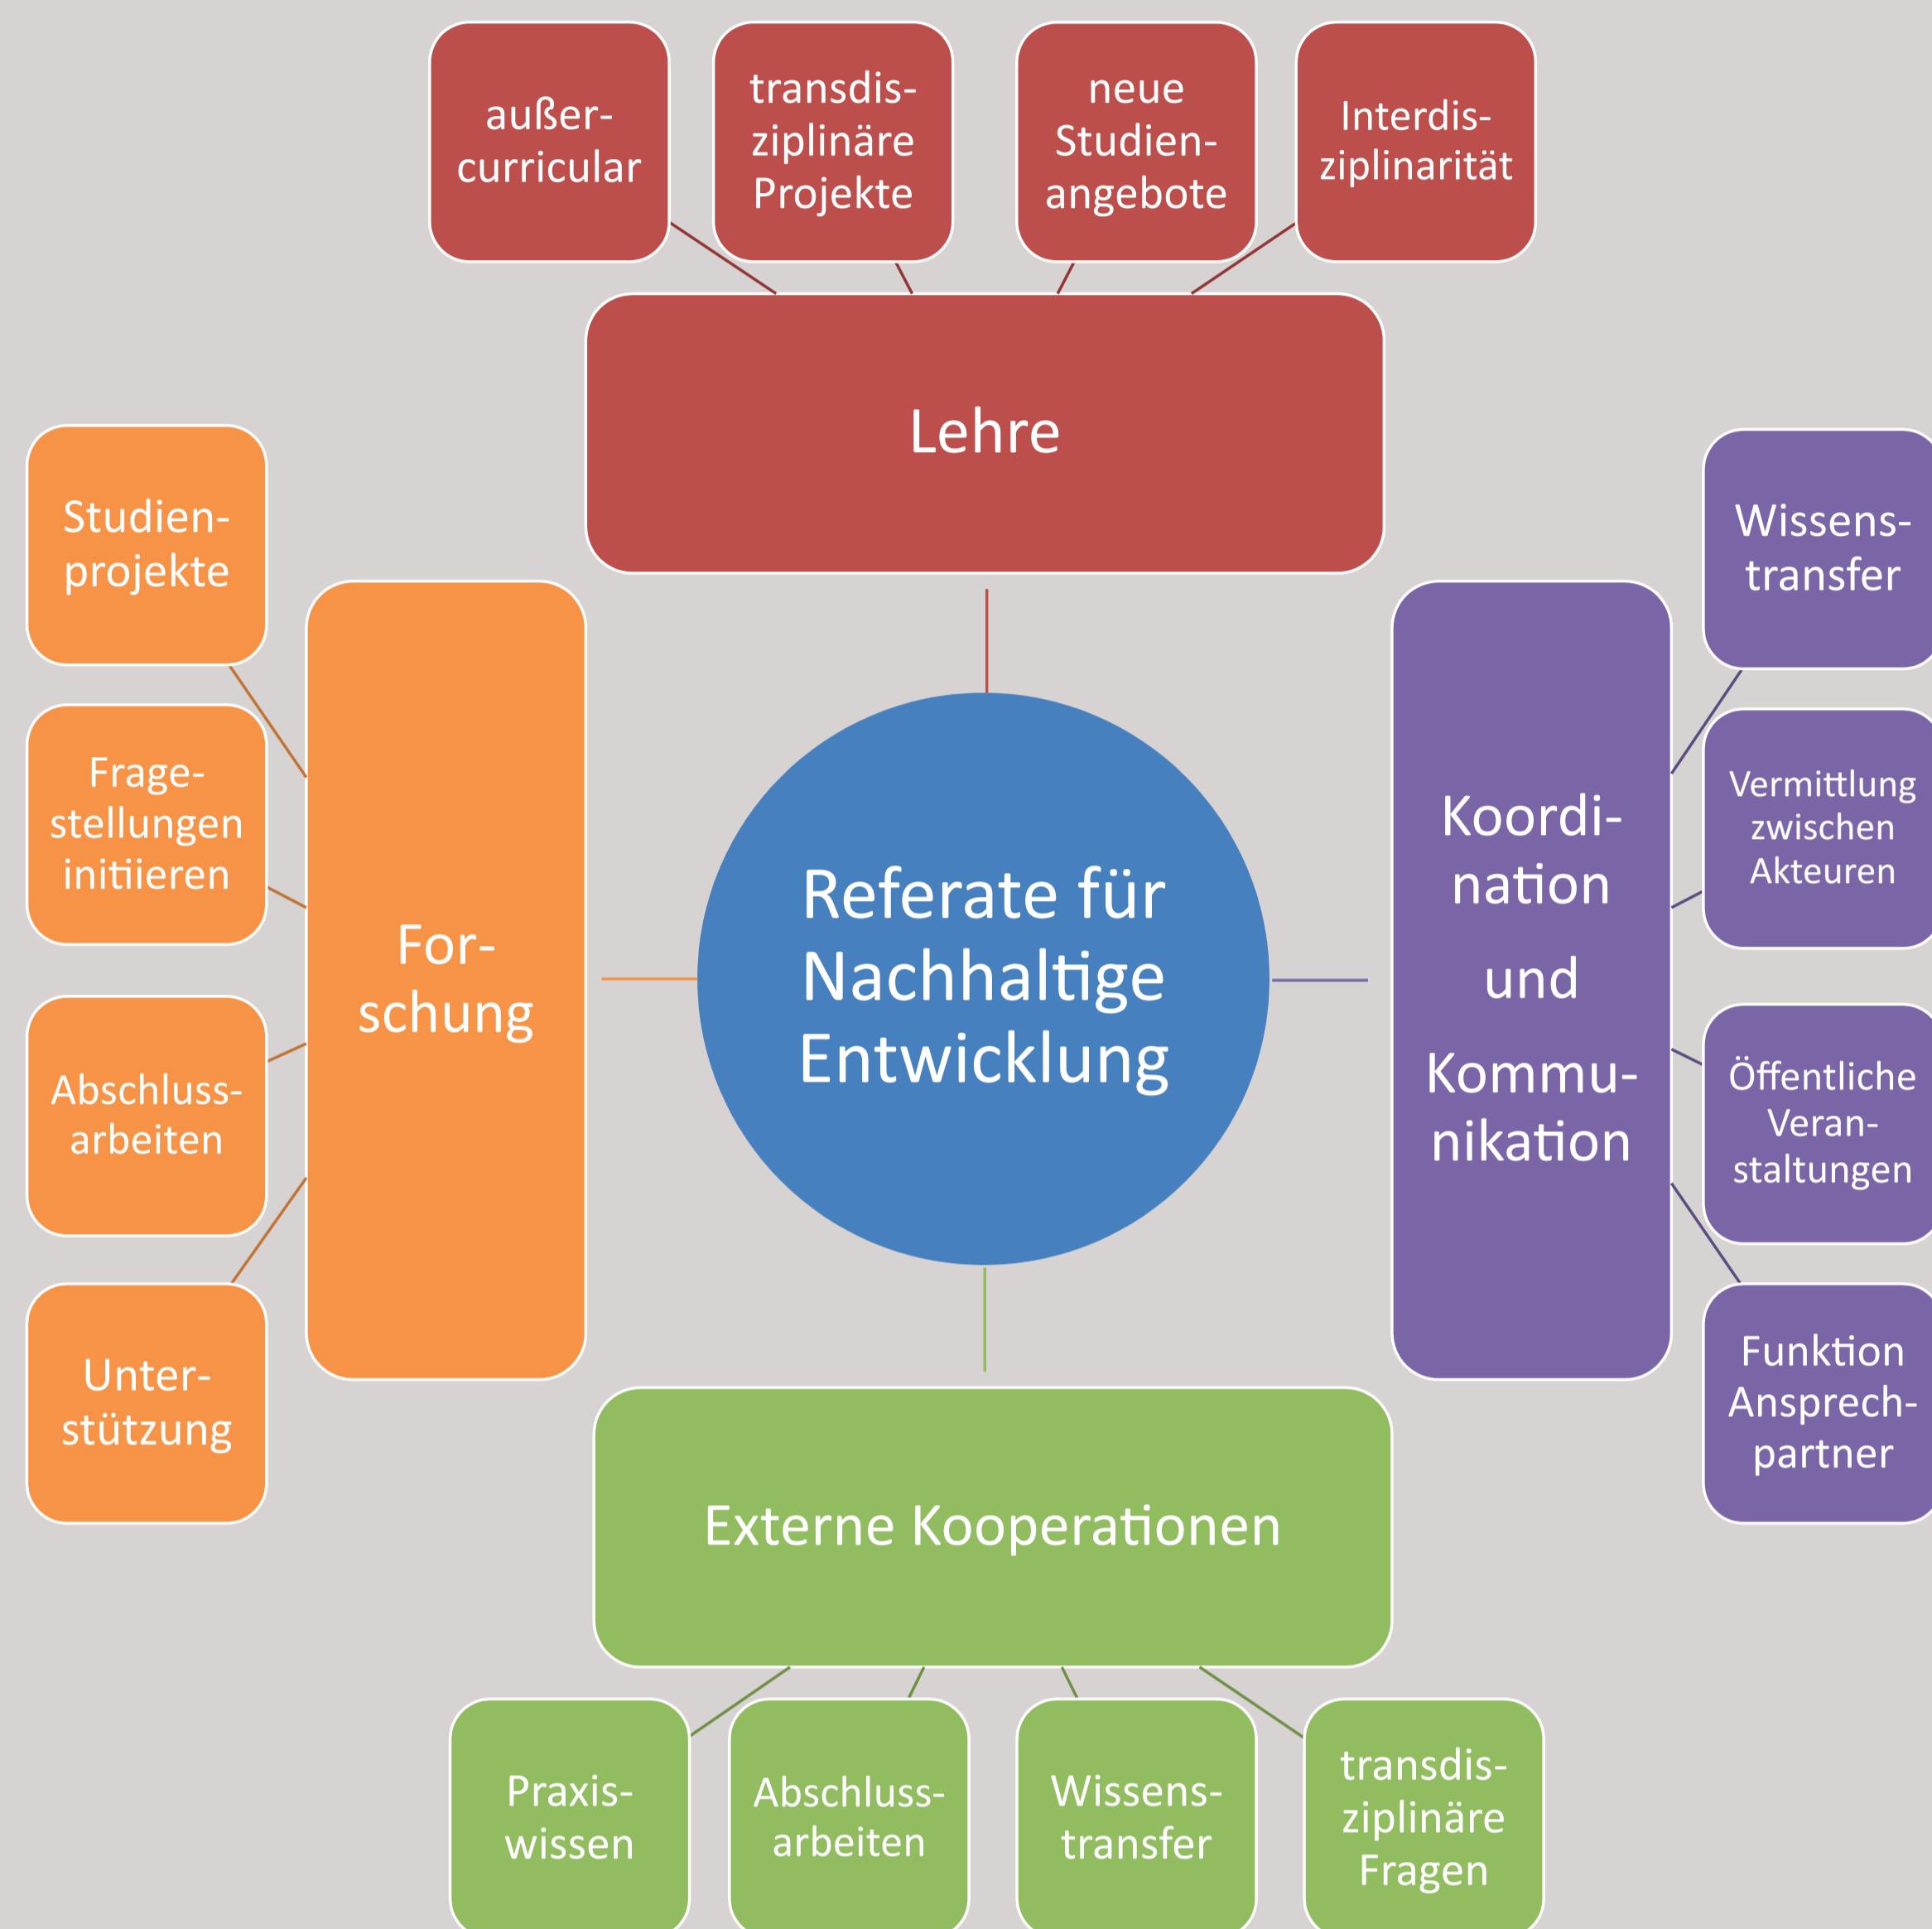 außer-
curricular
transdis-
ziplinäre
Projekte
neue
Studien-
angebote
Interdis-
ziplinarität
Lehre
Studien-
projekte
Frage-
stellungen
initiieren
Abschluss-
arbeiten
Unter-
stützung
For-
schung
Referate für
Nachhaltige
Entwicklung
Koordi-
nation
und
Kommu-
nikation
Wissens-
transfer
Vermittlung
zwischen
Akteuren
Öffentliche
Veran-
staltungen
Funktion
Ansprech-
partner
Externe Kooperationen
Praxis-
wissen
Abschluss-
arbeiten
Wissens-
transfer
transdis-
ziplinäre
Fragen